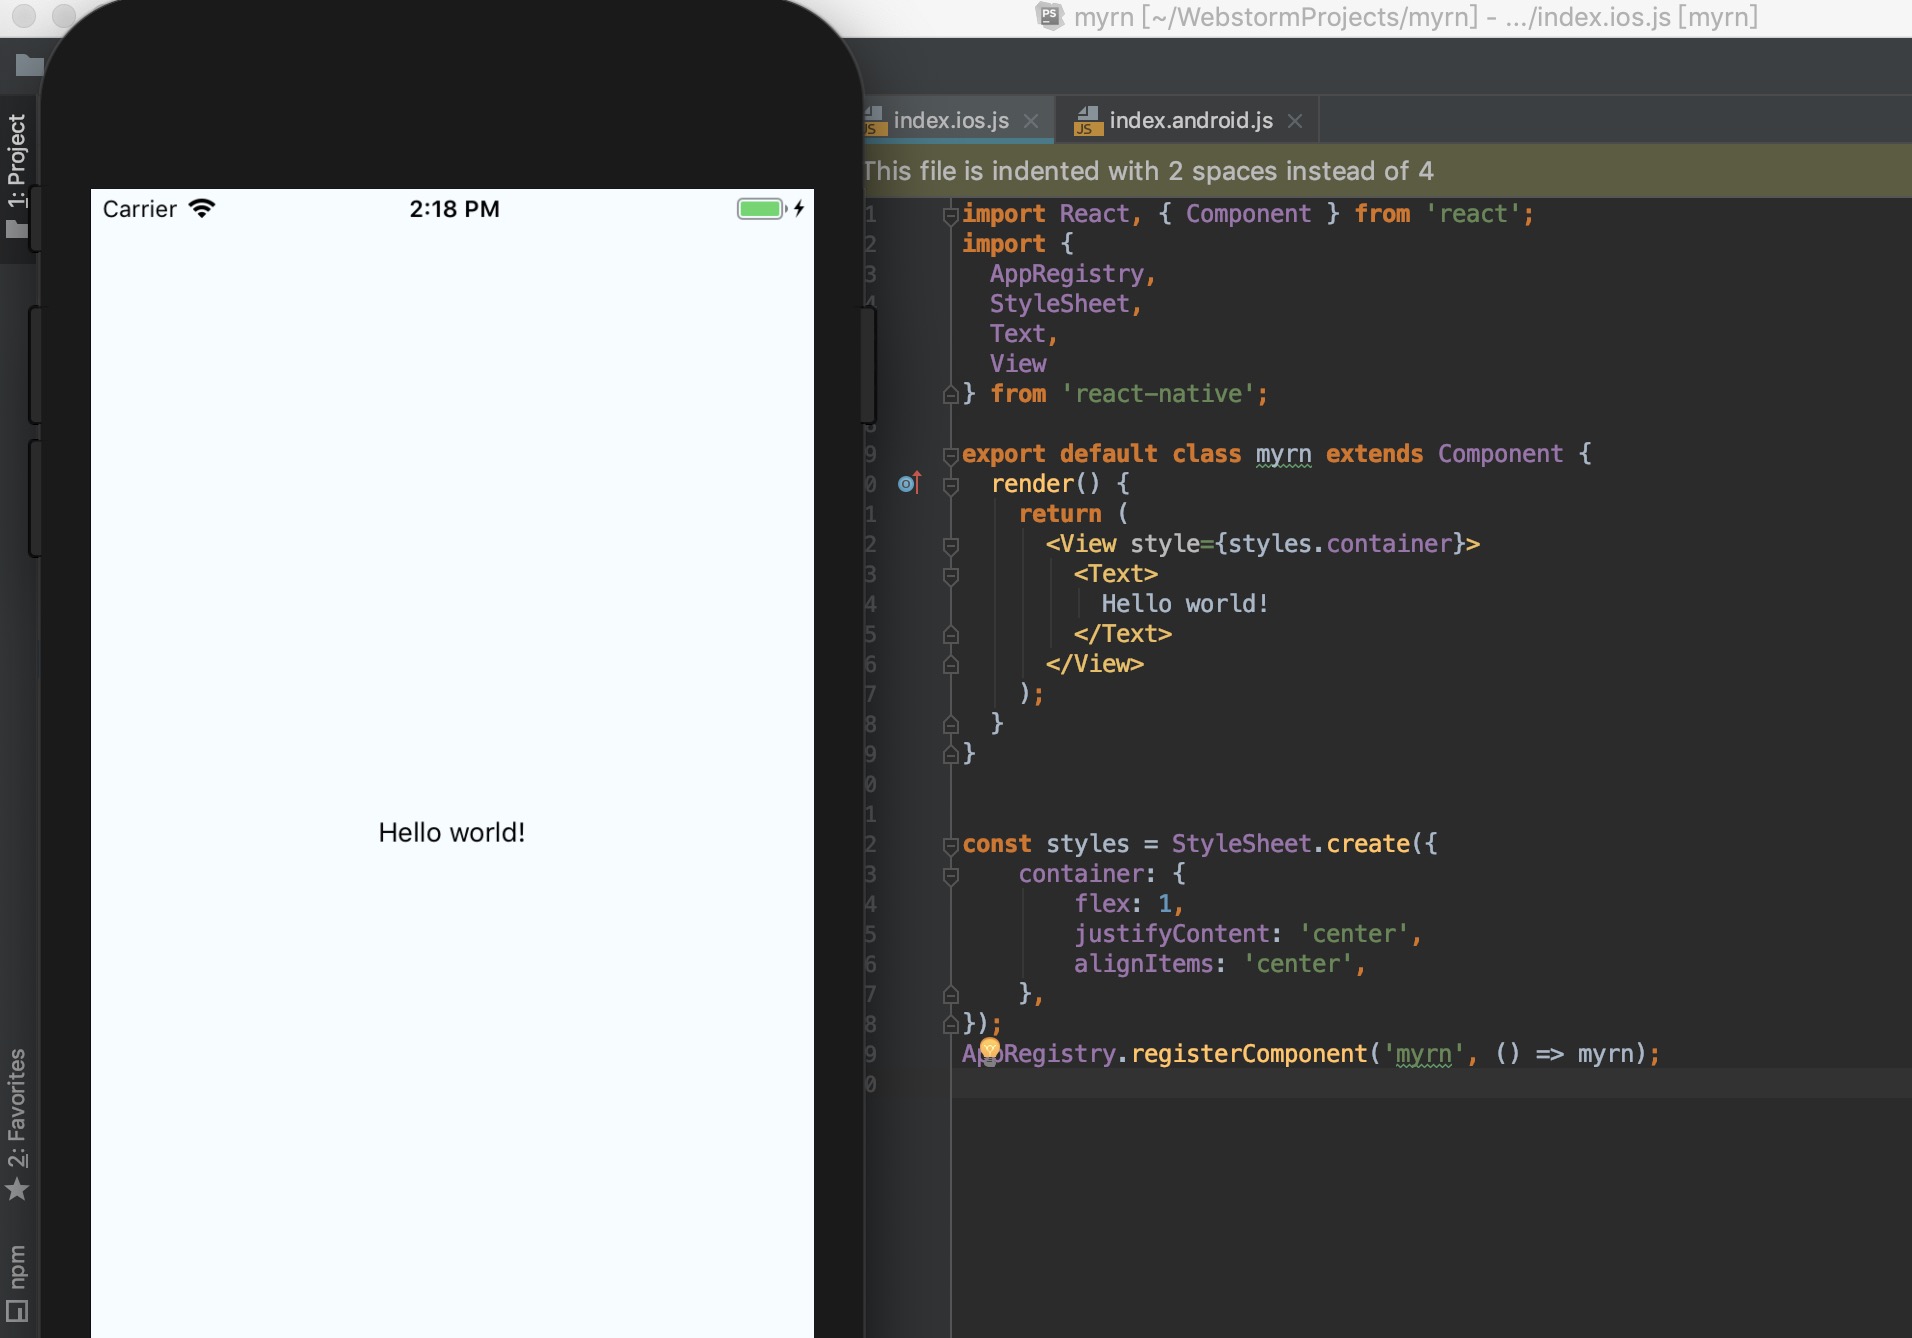 PS myrn [~/WebstormProjects/myrn] - .../index.ios.js [myrn]
1: Project
2: Favorites
npm
Carrier 2:18 PM
Hello world!
JS index.ios.js JS index.android.js
This file is indented with 2 spaces instead of 4
1 import React, { Component } from 'react';
2 import {
3 AppRegistry,
4 StyleSheet,
Text,
View
} from 'react-native';
8
9 export default class myrn extends Component {
0 render() {
1 return (
2 <View style={styles.container}>
3 <Text>
4 Hello world!
5 </Text>
6 </View>
7 );
8 }
9 }
0
1
2 const styles = StyleSheet.create({
3 container: {
4 flex: 1,
5 justifyContent: 'center',
6 alignItems: 'center',
7 },
8 });
9 AppRegistry.registerComponent('myrn', () => myrn);
0